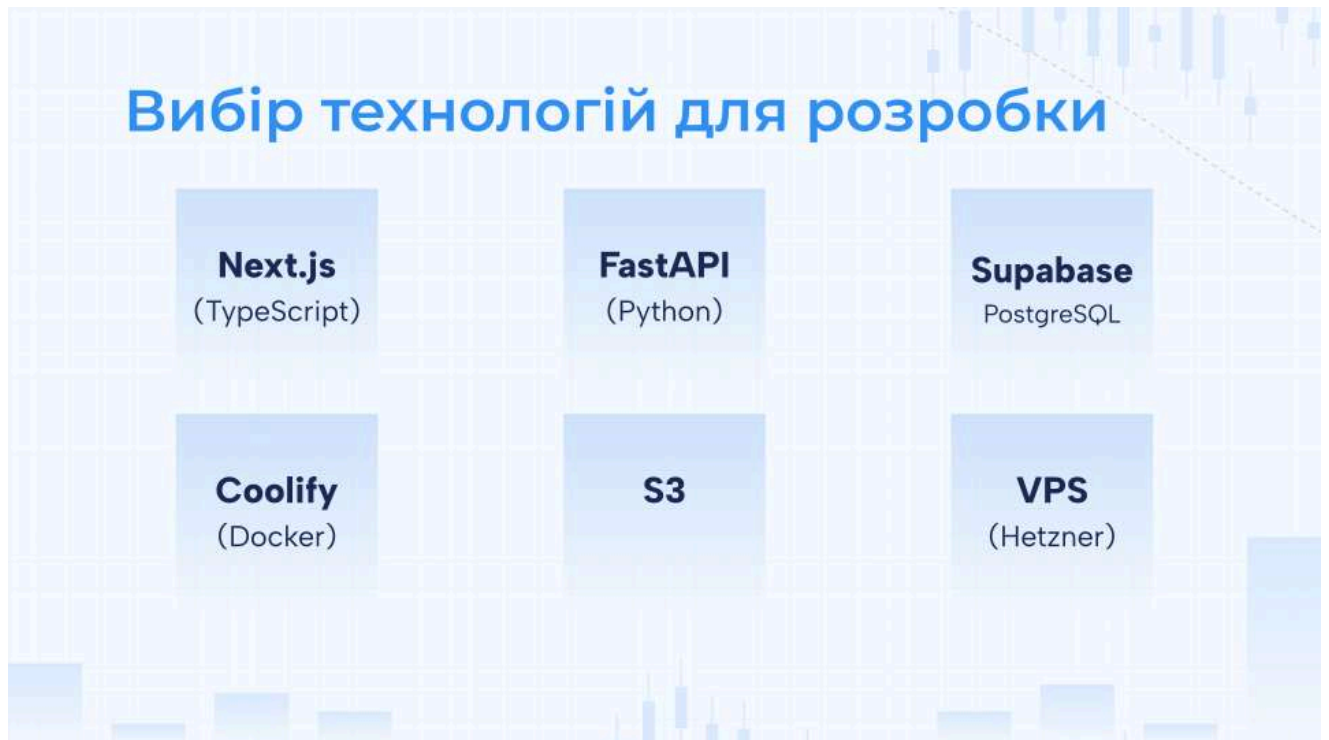 Вибір технологій для розробки
Next.js
(TypeScript)
FastAPI
(Python)
Supabase
PostgreSQL
Coolify
(Docker)
S3
VPS
(Hetzner)